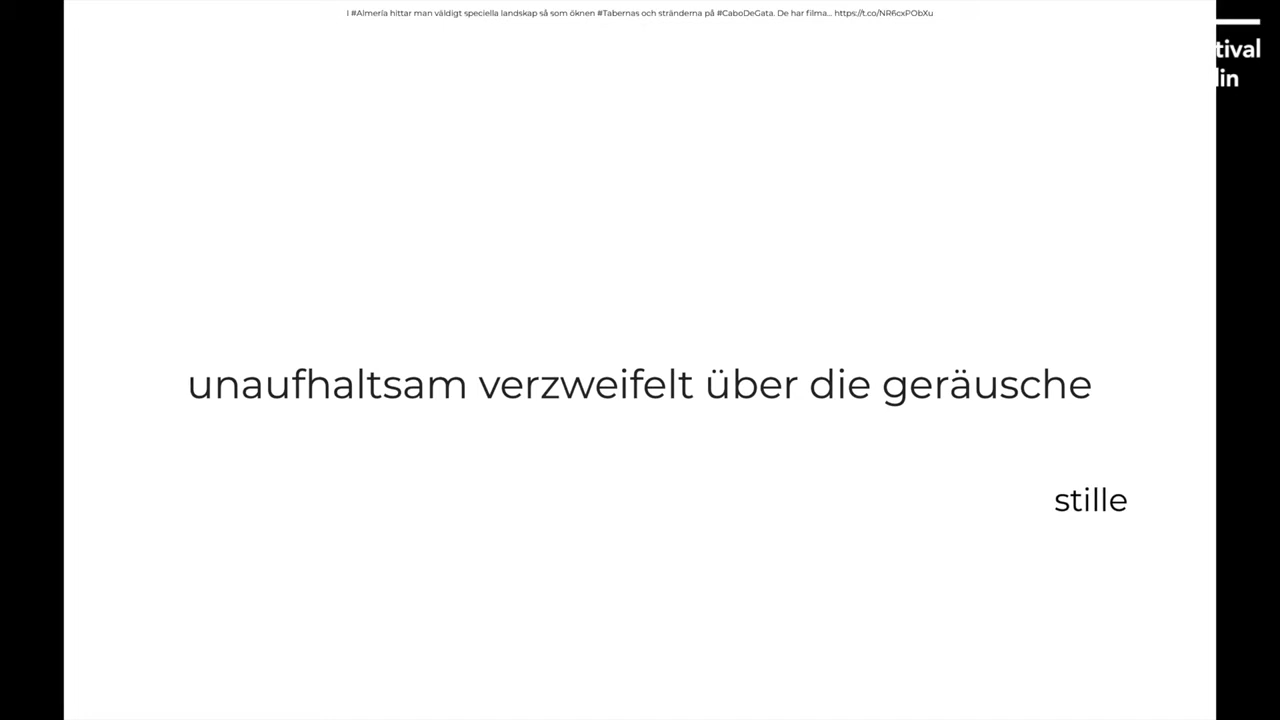 I #Almería hittar man väldigt speciella landskap så som öknen #Tabernas och stränderna på #CaboDeGata. De har filma… https://t.co/NR6cxPObXu
tival
lin
unaufhaltsam verzweifelt über die geräusche
stille